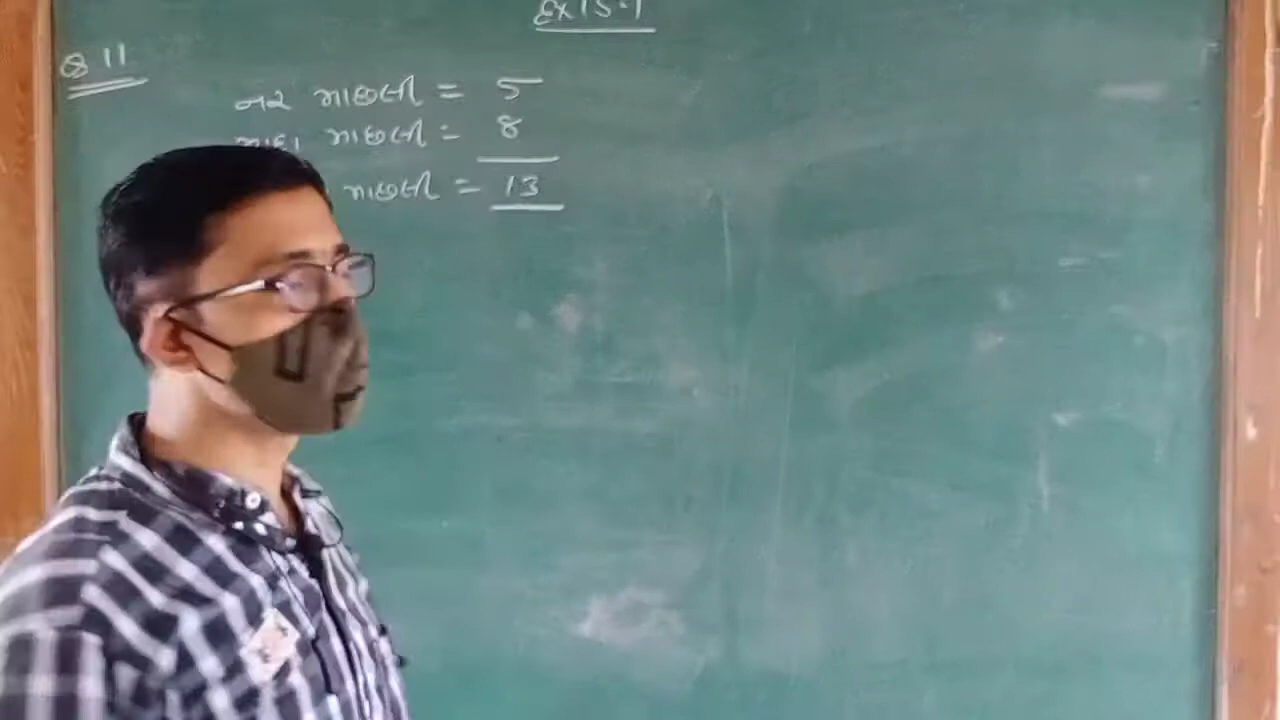 Ex 15.1
Q 11
નર માછલી = 5
માદા માછલી = 8
માછલી = 13